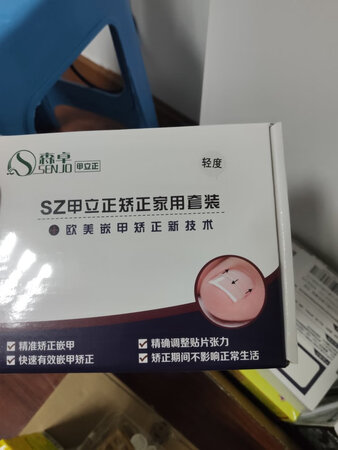 森卓
SENJO
甲立正
轻度
SZ甲立正矫正家用套装
欧美嵌甲矫正新技术
精准矫正嵌甲
精确调整贴片张力
快速有效嵌甲矫正
矫正期间不影响正常生活